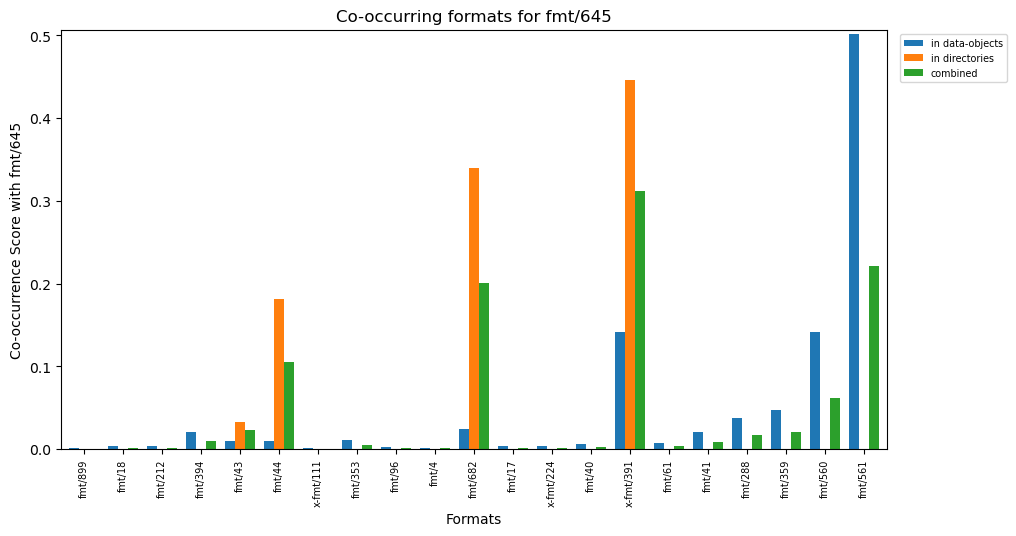 Co-occurring formats for fmt/645
Co-occurrence Score with fmt/645
0.5
0.4
0.3
0.2
0.1
0.0
in data-objects
in directories
combined
fmt/899
fmt/18
fmt/212
fmt/394
fmt/43
fmt/44
x-fmt/111
fmt/353
fmt/96
fmt/4
fmt/682
fmt/17
x-fmt/224
fmt/40
x-fmt/391
fmt/61
fmt/41
fmt/288
fmt/359
fmt/560
fmt/561
Formats